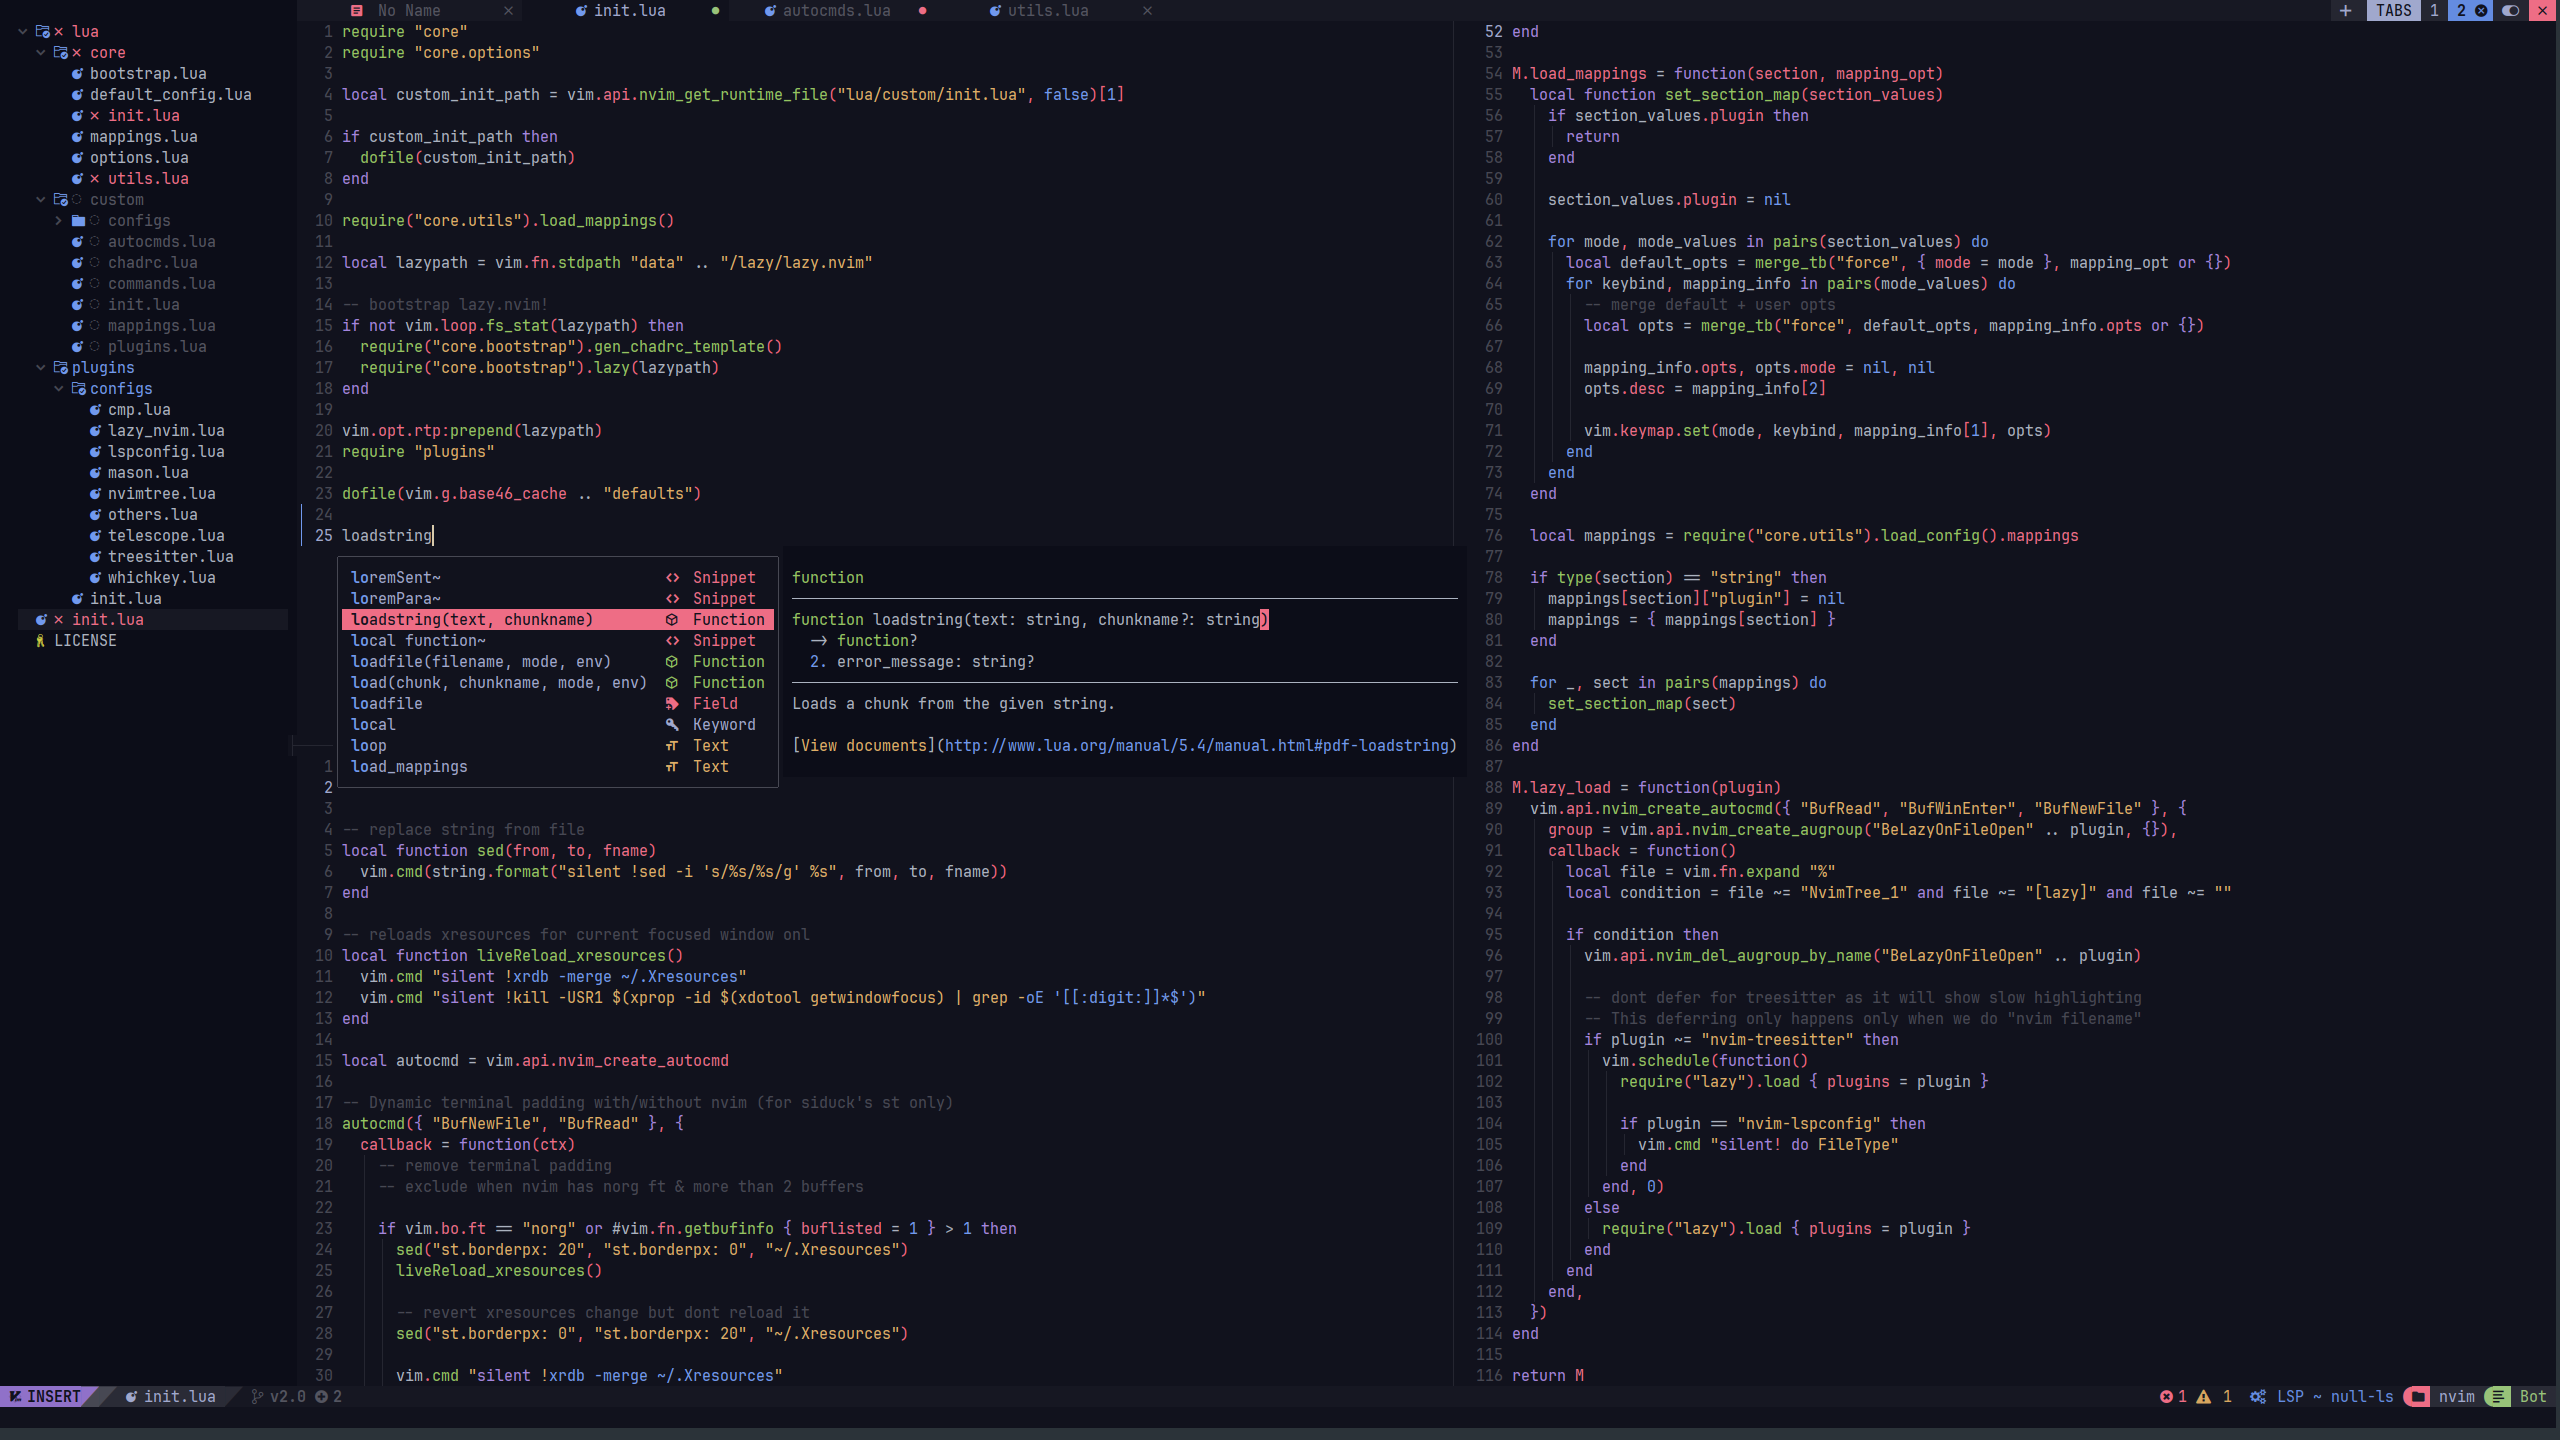 No Name
init.lua
autocmds.lua
utils.lua
TABS 1 2
lua
core
bootstrap.lua
default_config.lua
init.lua
mappings.lua
options.lua
utils.lua
custom
configs
autocmds.lua
chadrc.lua
commands.lua
init.lua
mappings.lua
plugins.lua
plugins
configs
cmp.lua
lazy_nvim.lua
lspconfig.lua
mason.lua
nvimtree.lua
others.lua
telescope.lua
treesitter.lua
whichkey.lua
init.lua
init.lua
LICENSE
1 require "core"
2 require "core.options"
3
4 local custom_init_path = vim.api.nvim_get_runtime_file("lua/custom/init.lua", false)[1]
5
6 if custom_init_path then
7   dofile(custom_init_path)
8 end
9
10 require("core.utils").load_mappings()
11
12 local lazypath = vim.fn.stdpath "data" .. "/lazy/lazy.nvim"
13
14 -- bootstrap lazy.nvim!
15 if not vim.loop.fs_stat(lazypath) then
16   require("core.bootstrap").gen_chadrc_template()
17   require("core.bootstrap").lazy(lazypath)
18 end
19
20 vim.opt.rtp:prepend(lazypath)
21 require "plugins"
22
23 dofile(vim.g.base46_cache .. "defaults")
24
25 loadstring
loremSent~ Snippet
loremPara~ Snippet
loadstring(text, chunkname) Function
local function~ Snippet
loadfile(filename, mode, env) Function
load(chunk, chunkname, mode, env) Function
loadfile Field
local Keyword
loop Text
load_mappings Text
function
function loadstring(text: string, chunkname?: string)
  -> function?
  2. error_message: string?
Loads a chunk from the given string.
[View documents](http://www.lua.org/manual/5.4/manual.html#pdf-loadstring)
1
2
3
4 -- replace string from file
5 local function sed(from, to, fname)
6   vim.cmd(string.format("silent !sed -i 's/%s/%s/g' %s", from, to, fname))
7 end
8
9 -- reloads xresources for current focused window onl
10 local function liveReload_xresources()
11   vim.cmd "silent !xrdb -merge ~/.Xresources"
12   vim.cmd "silent !kill -USR1 $(xprop -id $(xdotool getwindowfocus) | grep -oE '[[:digit:]]*$')"
13 end
14
15 local autocmd = vim.api.nvim_create_autocmd
16
17 -- Dynamic terminal padding with/without nvim (for siduck's st only)
18 autocmd({ "BufNewFile", "BufRead" }, {
19   callback = function(ctx)
20     -- remove terminal padding
21     -- exclude when nvim has norg ft & more than 2 buffers
22
23     if vim.bo.ft == "norg" or #vim.fn.getbufinfo { buflisted = 1 } > 1 then
24       sed("st.borderpx: 20", "st.borderpx: 0", "~/.Xresources")
25       liveReload_xresources()
26
27       -- revert xresources change but dont reload it
28       sed("st.borderpx: 0", "st.borderpx: 20", "~/.Xresources")
29
30       vim.cmd "silent !xrdb -merge ~/.Xresources"
52 end
53
54 M.load_mappings = function(section, mapping_opt)
55   local function set_section_map(section_values)
56     if section_values.plugin then
57       return
58     end
59
60     section_values.plugin = nil
61
62     for mode, mode_values in pairs(section_values) do
63       local default_opts = merge_tb("force", { mode = mode }, mapping_opt or {})
64       for keybind, mapping_info in pairs(mode_values) do
65         -- merge default + user opts
66         local opts = merge_tb("force", default_opts, mapping_info.opts or {})
67
68         mapping_info.opts, opts.mode = nil, nil
69         opts.desc = mapping_info[2]
70
71         vim.keymap.set(mode, keybind, mapping_info[1], opts)
72       end
73     end
74   end
75
76   local mappings = require("core.utils").load_config().mappings
77
78   if type(section) == "string" then
79     mappings[section]["plugin"] = nil
80     mappings = { mappings[section] }
81   end
82
83   for _, sect in pairs(mappings) do
84     set_section_map(sect)
85   end
86 end
87
88 M.lazy_load = function(plugin)
89   vim.api.nvim_create_autocmd({ "BufRead", "BufWinEnter", "BufNewFile" }, {
90     group = vim.api.nvim_create_augroup("BeLazyOnFileOpen" .. plugin, {}),
91     callback = function()
92       local file = vim.fn.expand "%"
93       local condition = file ~= "NvimTree_1" and file ~= "[lazy]" and file ~= ""
94
95       if condition then
96         vim.api.nvim_del_augroup_by_name("BeLazyOnFileOpen" .. plugin)
97
98         -- dont defer for treesitter as it will show slow highlighting
99         -- This deferring only happens only when we do "nvim filename"
100         if plugin ~= "nvim-treesitter" then
101           vim.schedule(function()
102             require("lazy").load { plugins = plugin }
103
104             if plugin == "nvim-lspconfig" then
105               vim.cmd "silent! do FileType"
106             end
107           end, 0)
108         else
109           require("lazy").load { plugins = plugin }
110         end
111       end
112     end,
113   })
114 end
115
116 return M
INSERT init.lua v2.0 2
1 1 LSP ~ null-ls nvim Bot